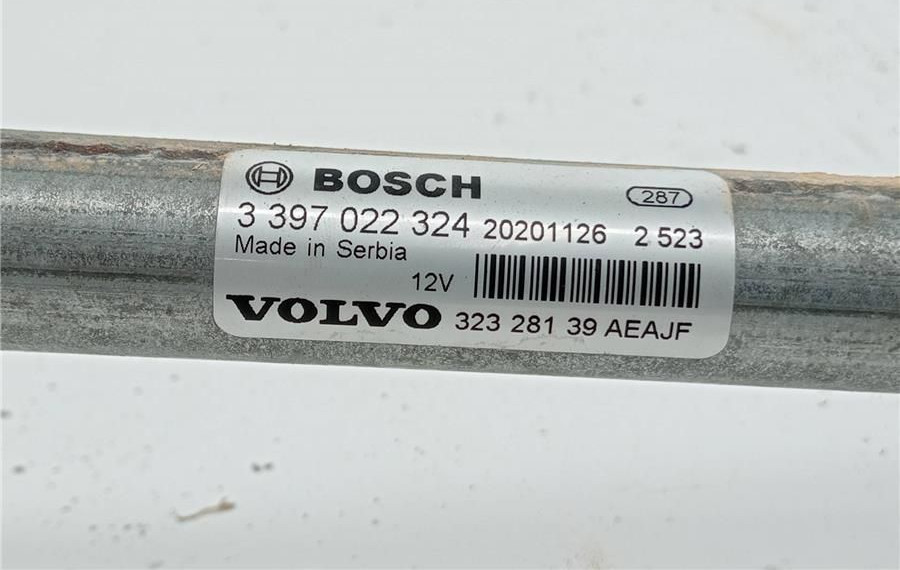 BOSCH 287
3 397 022 324 20201126 2 523
Made in Serbia
12V
VOLVO 323 281 39 AEAJF